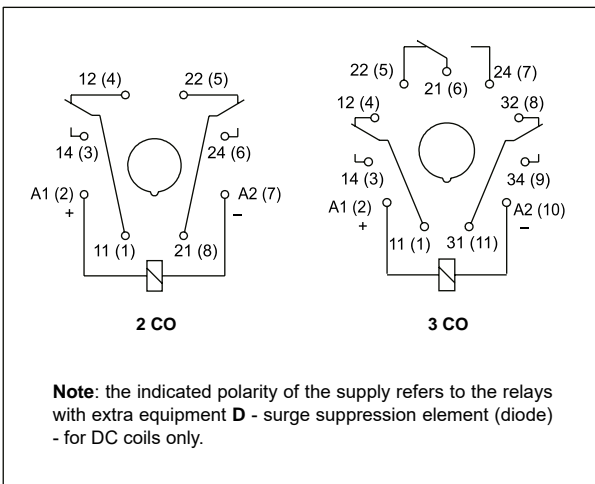 22 (5)
24 (7)
21 (6)
12 (4)
22 (5)
12 (4)
32 (8)
14 (3)
24 (6)
14 (3)
34 (9)
A1 (2)
+
A2 (7)
–
A1 (2)
+
A2 (10)
–
11 (1)
21 (8)
11 (1)
31 (11)
2 CO
3 CO
Note: the indicated polarity of the supply refers to the relays
with extra equipment D - surge suppression element (diode)
- for DC coils only.